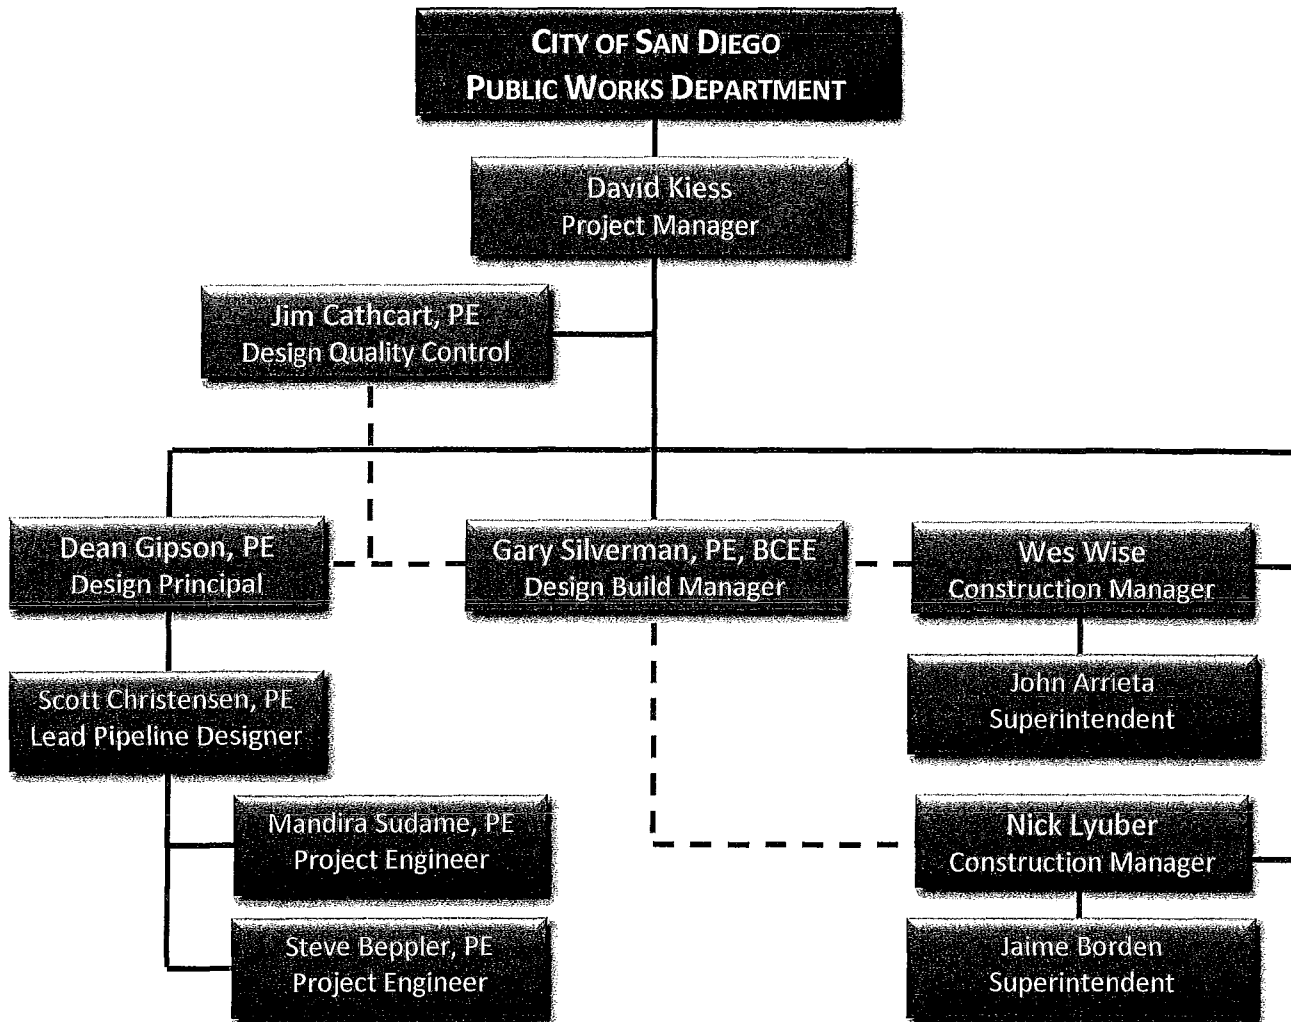 CITY OF SAN DIEGO
PUBLIC WORKS DEPARTMENT
David Kiess
Project Manager
Jim Cathcart, PE
Design Quality Control
Dean Gipson, PE
Design Principal
Gary Silverman, PE, BCEE
Design Build Manager
Wes Wise
Construction Manager
Scott Christensen, PE
Lead Pipeline Designer
John Arrieta
Superintendent
Mandira Sudame, PE
Project Engineer
Nick Lyuber
Construction Manager
Steve Beppler, PE
Project Engineer
Jaime Borden
Superintendent